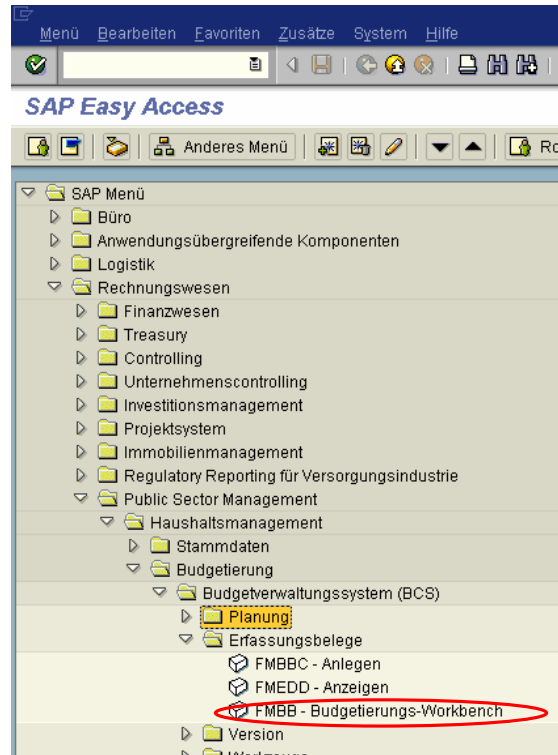 Menü Bearbeiten Favoriten Zusätze System Hilfe
SAP Easy Access
Anderes Menü
SAP Menü
Büro
Anwendungsübergreifende Komponenten
Logistik
Rechnungswesen
Finanzwesen
Treasury
Controlling
Unternehmenscontrolling
Investitionsmanagement
Projektsystem
Immobilienmanagement
Regulatory Reporting für Versorgungsindustrie
Public Sector Management
Haushaltsmanagement
Stammdaten
Budgetierung
Budgetverwaltungssystem (BCS)
Planung
Erfassungsbelege
FMBBC - Anlegen
FMEDD - Anzeigen
FMBB - Budgetierungs-Workbench
Version